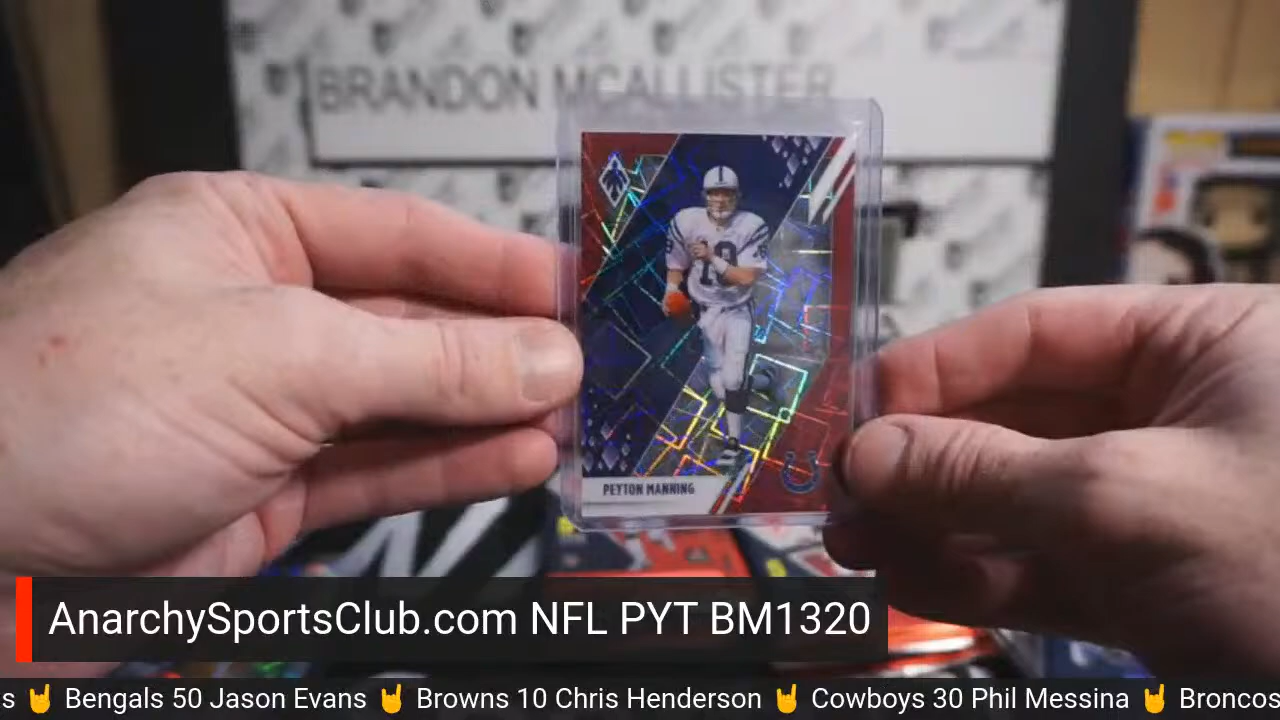 BRANDON MCALLISTER
18
PEYTON MANNING
AnarchySportsClub.com NFL PYT BM1320
s 🤘 Bengals 50 Jason Evans 🤘 Browns 10 Chris Henderson 🤘 Cowboys 30 Phil Messina 🤘 Broncos